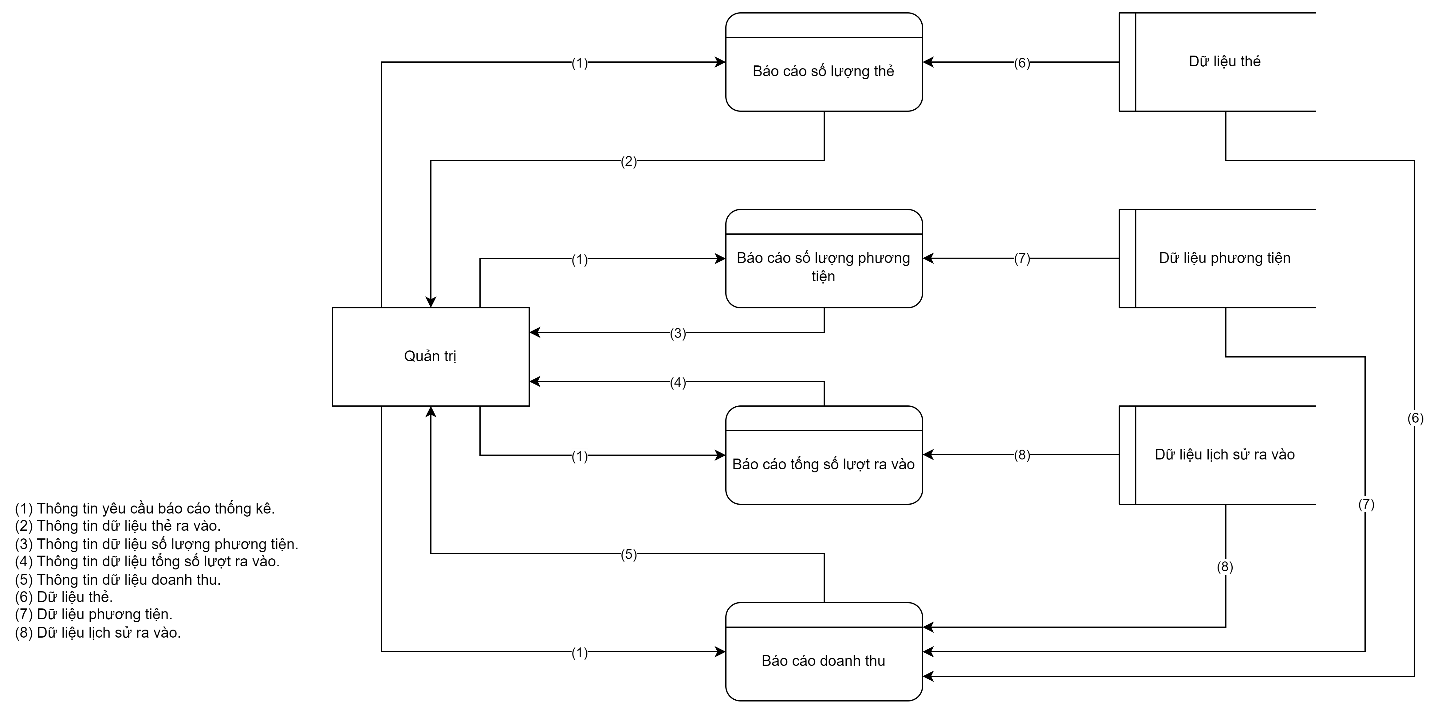 (1)
Báo cáo số lượng thẻ
(6)
Dữ liệu thẻ
(2)
(1)
Báo cáo số lượng phương
tiện
(7)
Dữ liệu phương tiện
(3)
Quản trị
(4)
(6)
(1)
Báo cáo tổng số lượt ra vào
(8)
Dữ liệu lịch sử ra vào
(7)
(1) Thông tin yêu cầu báo cáo thống kê.
(2) Thông tin dữ liệu thẻ ra vào.
(3) Thông tin dữ liệu số lượng phương tiện.
(4) Thông tin dữ liệu tổng số lượt ra vào.
(5) Thông tin dữ liệu doanh thu.
(6) Dữ liệu thẻ.
(7) Dữ liệu phương tiện.
(8) Dữ liệu lịch sử ra vào.
(5)
(8)
(1)
Báo cáo doanh thu